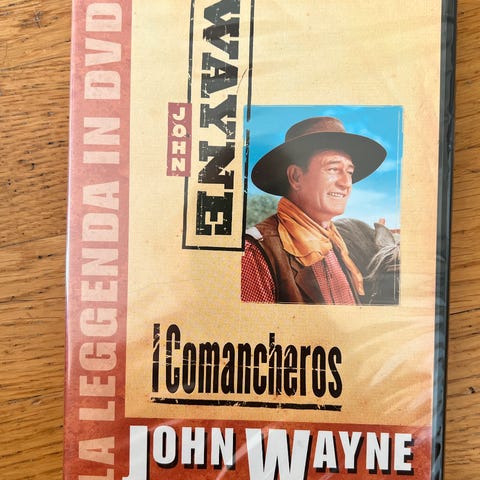 LA LEGGENDA IN DVD
JOHN
WAYNE
I Comancheros
JOHN WAYNE